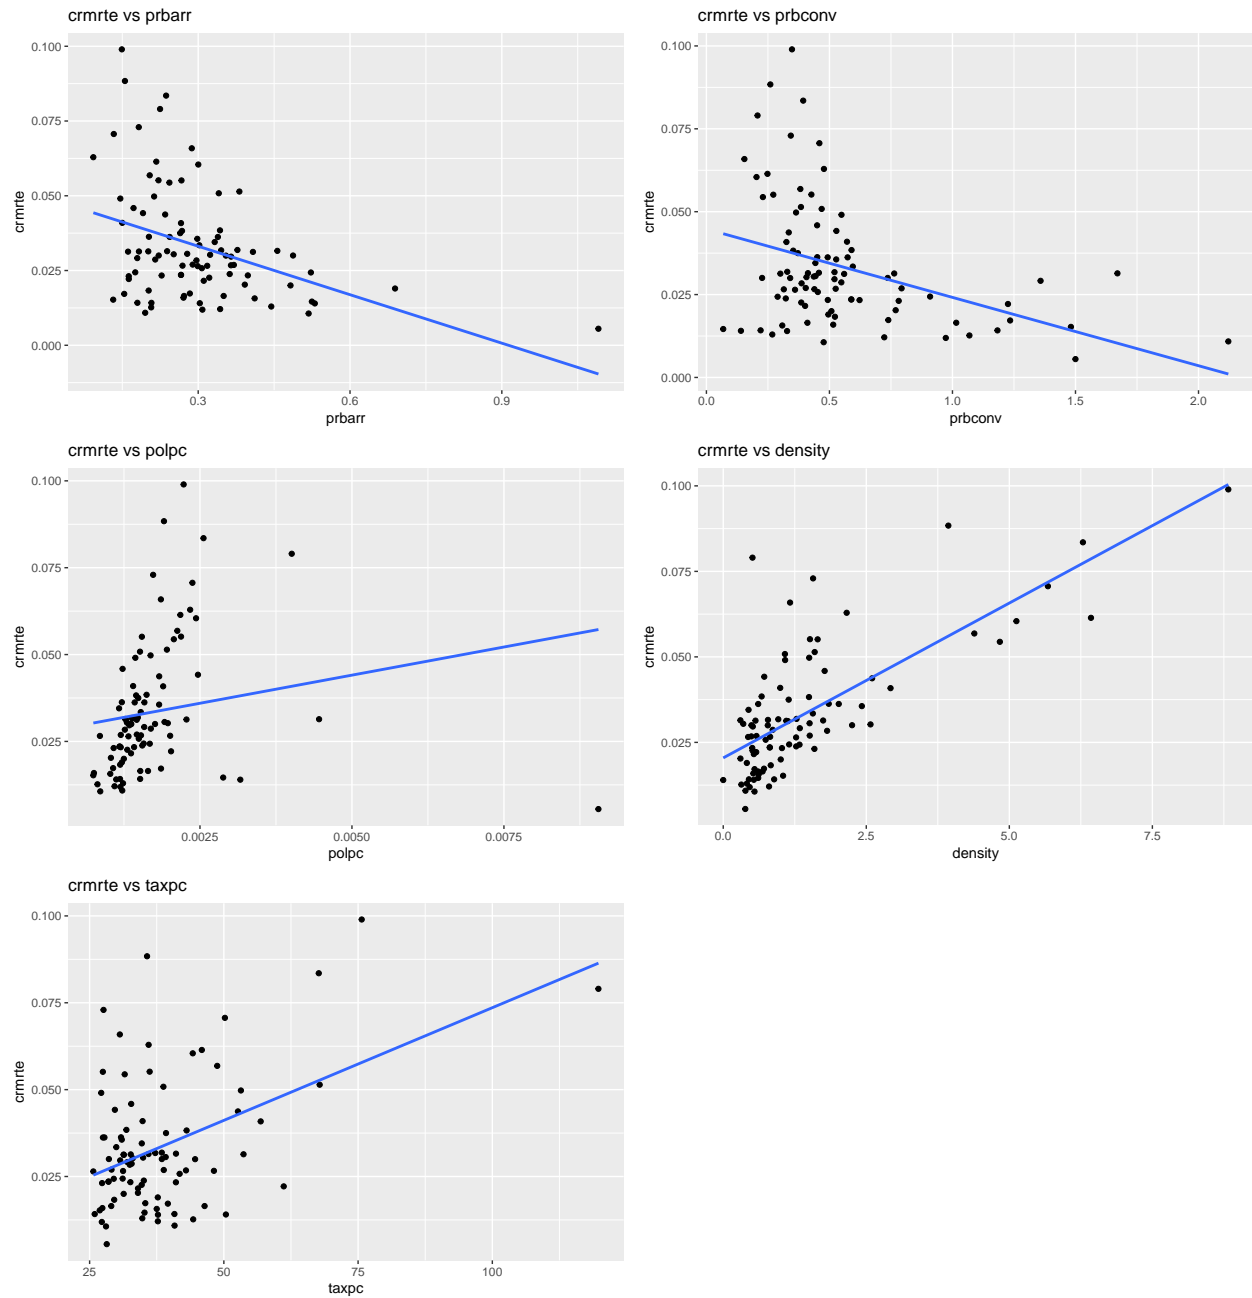 crmrte vs prbarr
0.100
0.075
0.050
0.025
0.000
crmrte
0.3 0.6 0.9
prbarr
crmrte vs prbconv
0.100
0.075
0.050
0.025
0.000
crmrte
0.0 0.5 1.0 1.5 2.0
prbconv
crmrte vs polpc
0.100
0.075
0.050
0.025
crmrte
0.0025 0.0050 0.0075
polpc
crmrte vs density
0.100
0.075
0.050
0.025
crmrte
0.0 2.5 5.0 7.5
density
crmrte vs taxpc
0.100
0.075
0.050
0.025
crmrte
25 50 75 100
taxpc